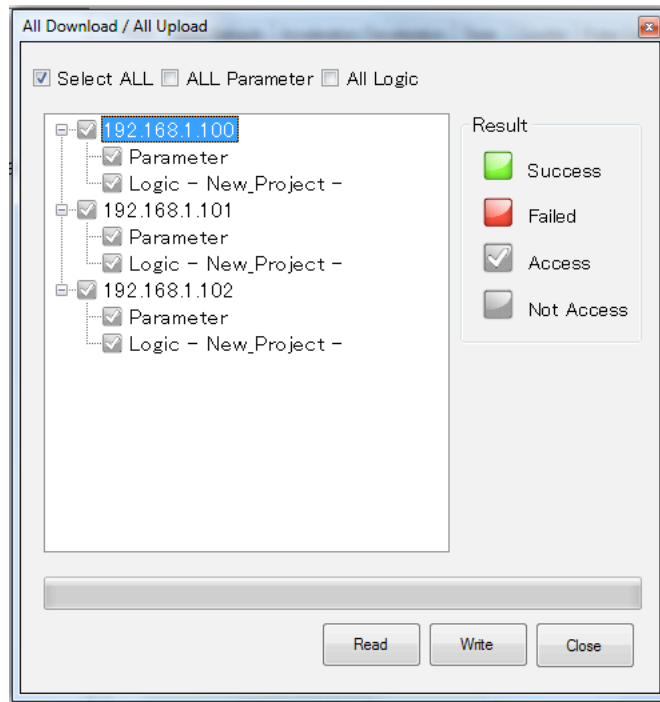 All Download / All Upload
Select ALL ALL Parameter All Logic
192.168.1.100
Parameter
Logic - New_Project -
192.168.1.101
Parameter
Logic - New_Project -
192.168.1.102
Parameter
Logic - New_Project -
Result
Success
Failed
Access
Not Access
Read Write Close